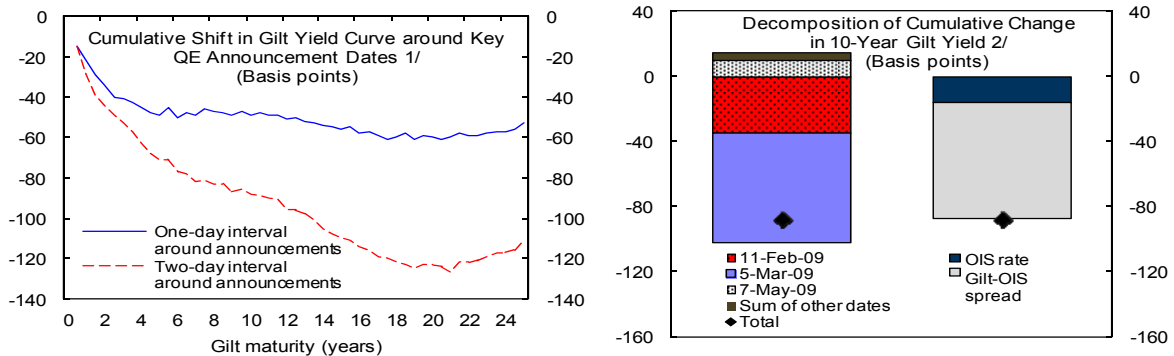 Cumulative Shift in Gilt Yield Curve around Key
QE Announcement Dates 1/
(Basis points)
0
-20
-40
-60
-80
-100
-120
-140
0
-20
-40
-60
-80
-100
-120
-140
One-day interval
around announcements
Two-day interval
around announcements
0 2 4 6 8 10 12 14 16 18 20 22 24
Gilt maturity (years)
Decomposition of Cumulative Change
in 10-Year Gilt Yield 2/
(Basis points)
40
0
-40
-80
-120
-160
40
0
-40
-80
-120
-160
11-Feb-09
5-Mar-09
7-May-09
Sum of other dates
Total
OIS rate
Gilt-OIS
spread